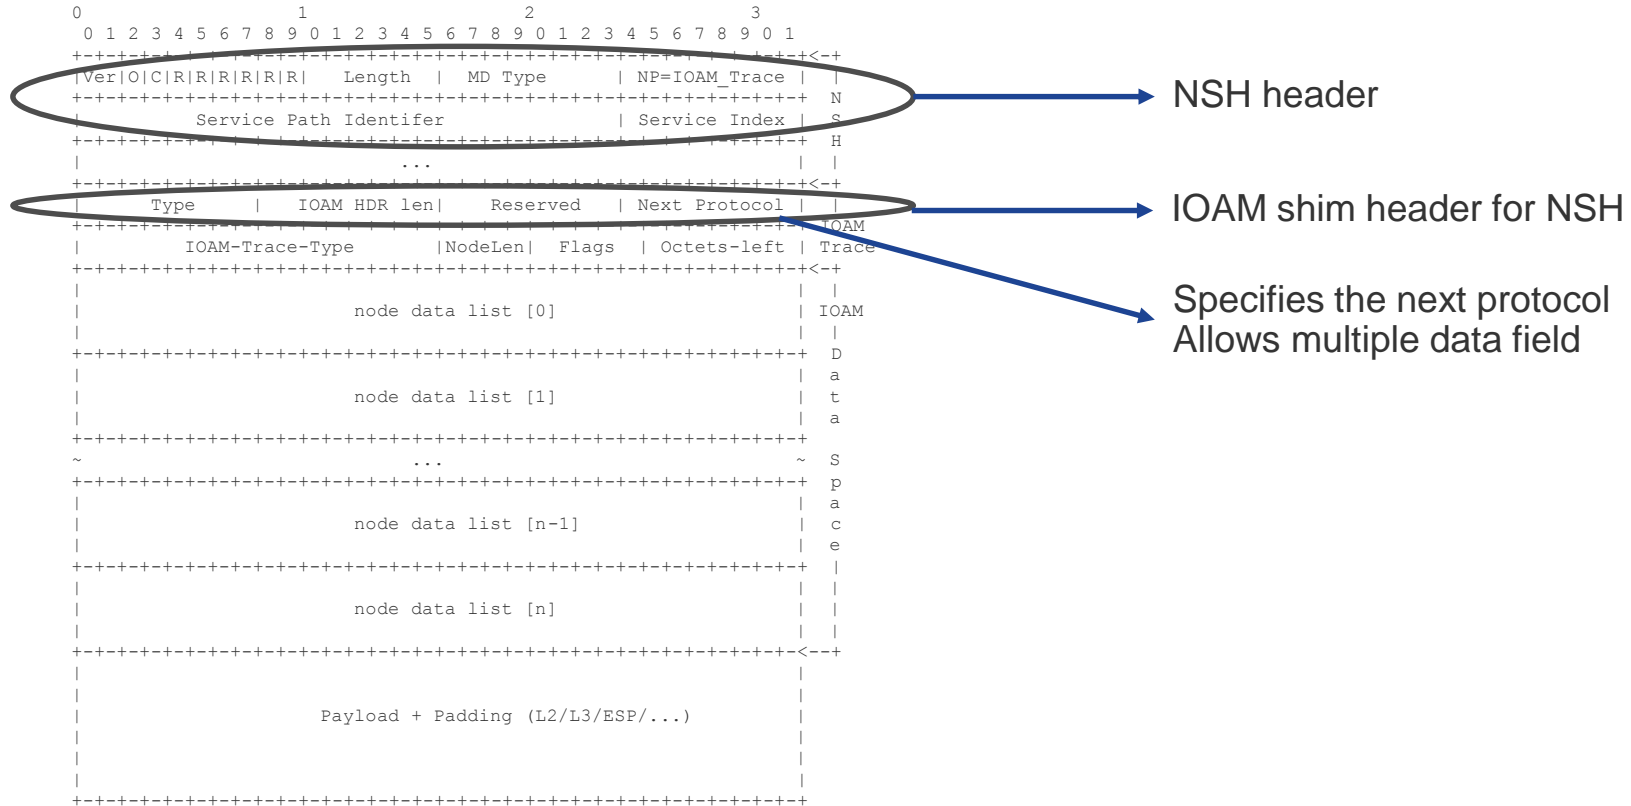 0                   1                   2                   3
 0 1 2 3 4 5 6 7 8 9 0 1 2 3 4 5 6 7 8 9 0 1 2 3 4 5 6 7 8 9 0 1
+-+-+-+-+-+-+-+-+-+-+-+-+-+-+-+-+-+-+-+-+-+-+-+-+-+-+-+-+-+-+-+-+<-+
|Ver|O|C|R|R|R|R|R|R|   Length  |  MD Type      | NP=IOAM_Trace |  |
+-+-+-+-+-+-+-+-+-+-+-+-+-+-+-+-+-+-+-+-+-+-+-+-+-+-+-+-+-+-+-+-+  N
|          Service Path Identifer               | Service Index |  S
+-+-+-+-+-+-+-+-+-+-+-+-+-+-+-+-+-+-+-+-+-+-+-+-+-+-+-+-+-+-+-+-+  H
|                            ...                                |  |
+-+-+-+-+-+-+-+-+-+-+-+-+-+-+-+-+-+-+-+-+-+-+-+-+-+-+-+-+-+-+-+-+<-+
|      Type     |   IOAM HDR len|    Reserved   | Next Protocol |  |
+-+-+-+-+-+-+-+-+-+-+-+-+-+-+-+-+-+-+-+-+-+-+-+-+-+-+-+-+-+-+-+-+ IOAM
|         IOAM-Trace-Type       |NodeLen|  Flags  | Octets-left | Trace
+-+-+-+-+-+-+-+-+-+-+-+-+-+-+-+-+-+-+-+-+-+-+-+-+-+-+-+-+-+-+-+-+<-+
|                                                               |  |
|                        node data list [0]                     | IOAM
|                                                               |  |
+-+-+-+-+-+-+-+-+-+-+-+-+-+-+-+-+-+-+-+-+-+-+-+-+-+-+-+-+-+-+-+-+  D
|                                                               |  a
|                        node data list [1]                     |  t
|                                                               |  a
+-+-+-+-+-+-+-+-+-+-+-+-+-+-+-+-+-+-+-+-+-+-+-+-+-+-+-+-+-+-+-+-+
~                             ...                               ~  S
+-+-+-+-+-+-+-+-+-+-+-+-+-+-+-+-+-+-+-+-+-+-+-+-+-+-+-+-+-+-+-+-+  p
|                                                               |  a
|                        node data list [n-1]                   |  c
|                                                               |  e
+-+-+-+-+-+-+-+-+-+-+-+-+-+-+-+-+-+-+-+-+-+-+-+-+-+-+-+-+-+-+-+-+  |
|                                                               |  |
|                        node data list [n]                     |  |
|                                                               |  |
+-+-+-+-+-+-+-+-+-+-+-+-+-+-+-+-+-+-+-+-+-+-+-+-+-+-+-+-+-+-+-+-<--+
|                                                               |
|                                                               |
|                     Payload + Padding (L2/L3/ESP/...)         |
|                                                               |
|                                                               |
|                                                               |
+-+-+-+-+-+-+-+-+-+-+-+-+-+-+-+-+-+-+-+-+-+-+-+-+-+-+-+-+-+-+-+-+
NSH header
IOAM shim header for NSH
Specifies the next protocol
Allows multiple data field